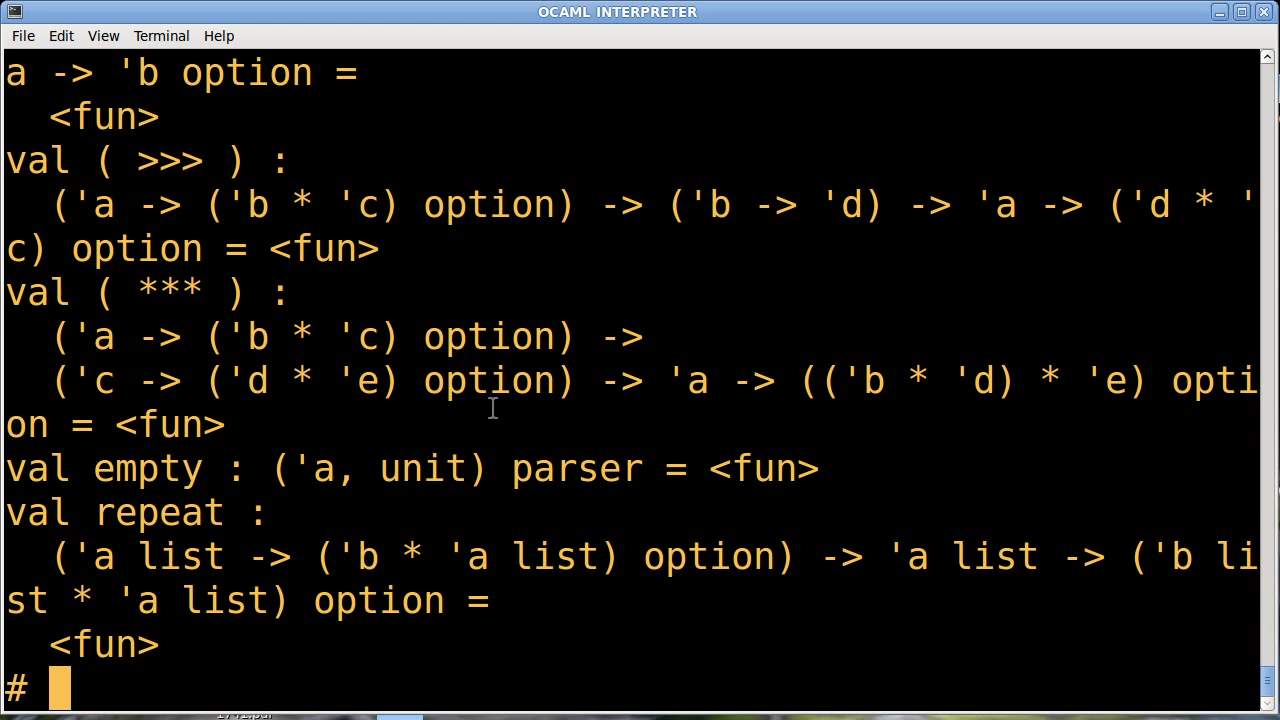 OCAML INTERPRETER
File Edit View Terminal Help
a -> 'b option =
  <fun>
val ( >>> ) :
  ('a -> ('b * 'c) option) -> ('b -> 'd) -> 'a -> ('d * '
c) option = <fun>
val ( *** ) :
  ('a -> ('b * 'c) option) ->
  ('c -> ('d * 'e) option) -> 'a -> (('b * 'd) * 'e) opti
on = <fun>
val empty : ('a, unit) parser = <fun>
val repeat :
  ('a list -> ('b * 'a list) option) -> 'a list -> ('b li
st * 'a list) option =
  <fun>
#